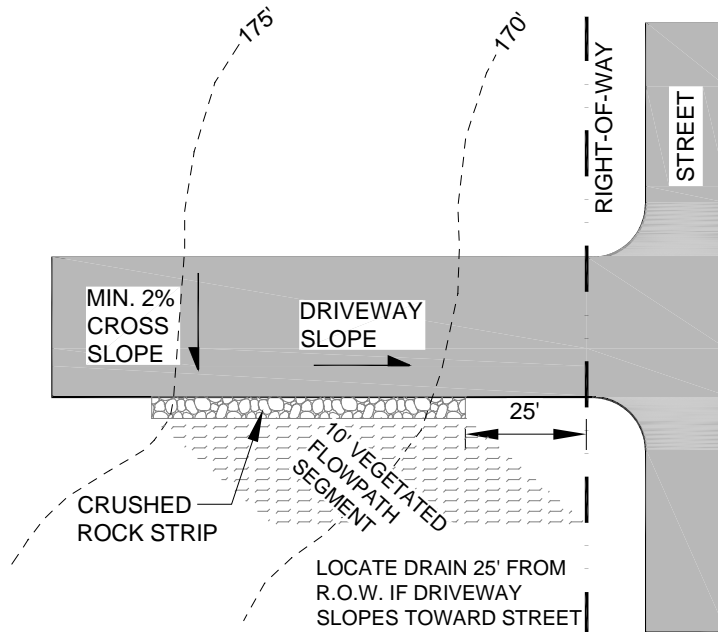 175'
170'
RIGHT-OF-WAY
STREET
MIN. 2%
CROSS
SLOPE
DRIVEWAY
SLOPE
25'
10' VEGETATED
FLOWPATH
SEGMENT
CRUSHED
ROCK STRIP
LOCATE DRAIN 25' FROM
R.O.W. IF DRIVEWAY
SLOPES TOWARD STREET